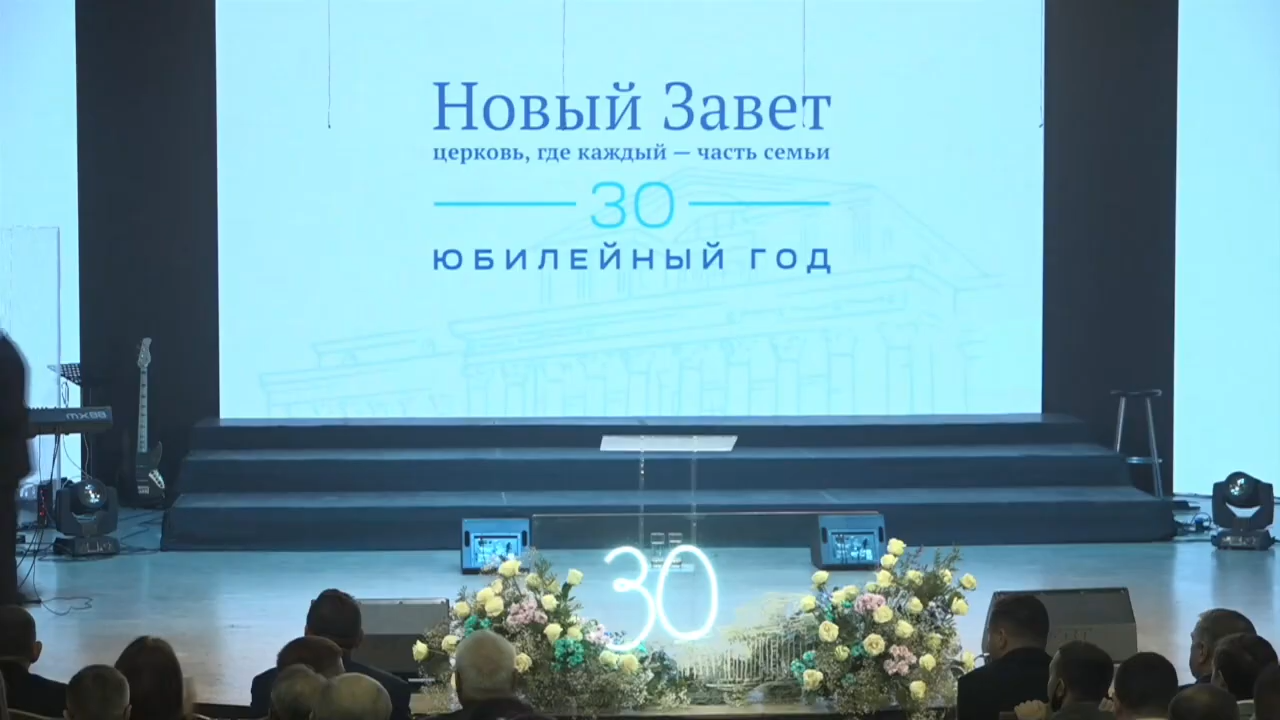 Новый Завет
церковь, где каждый — часть семьи
30
ЮБИЛЕЙНЫЙ ГОД
MX88
30